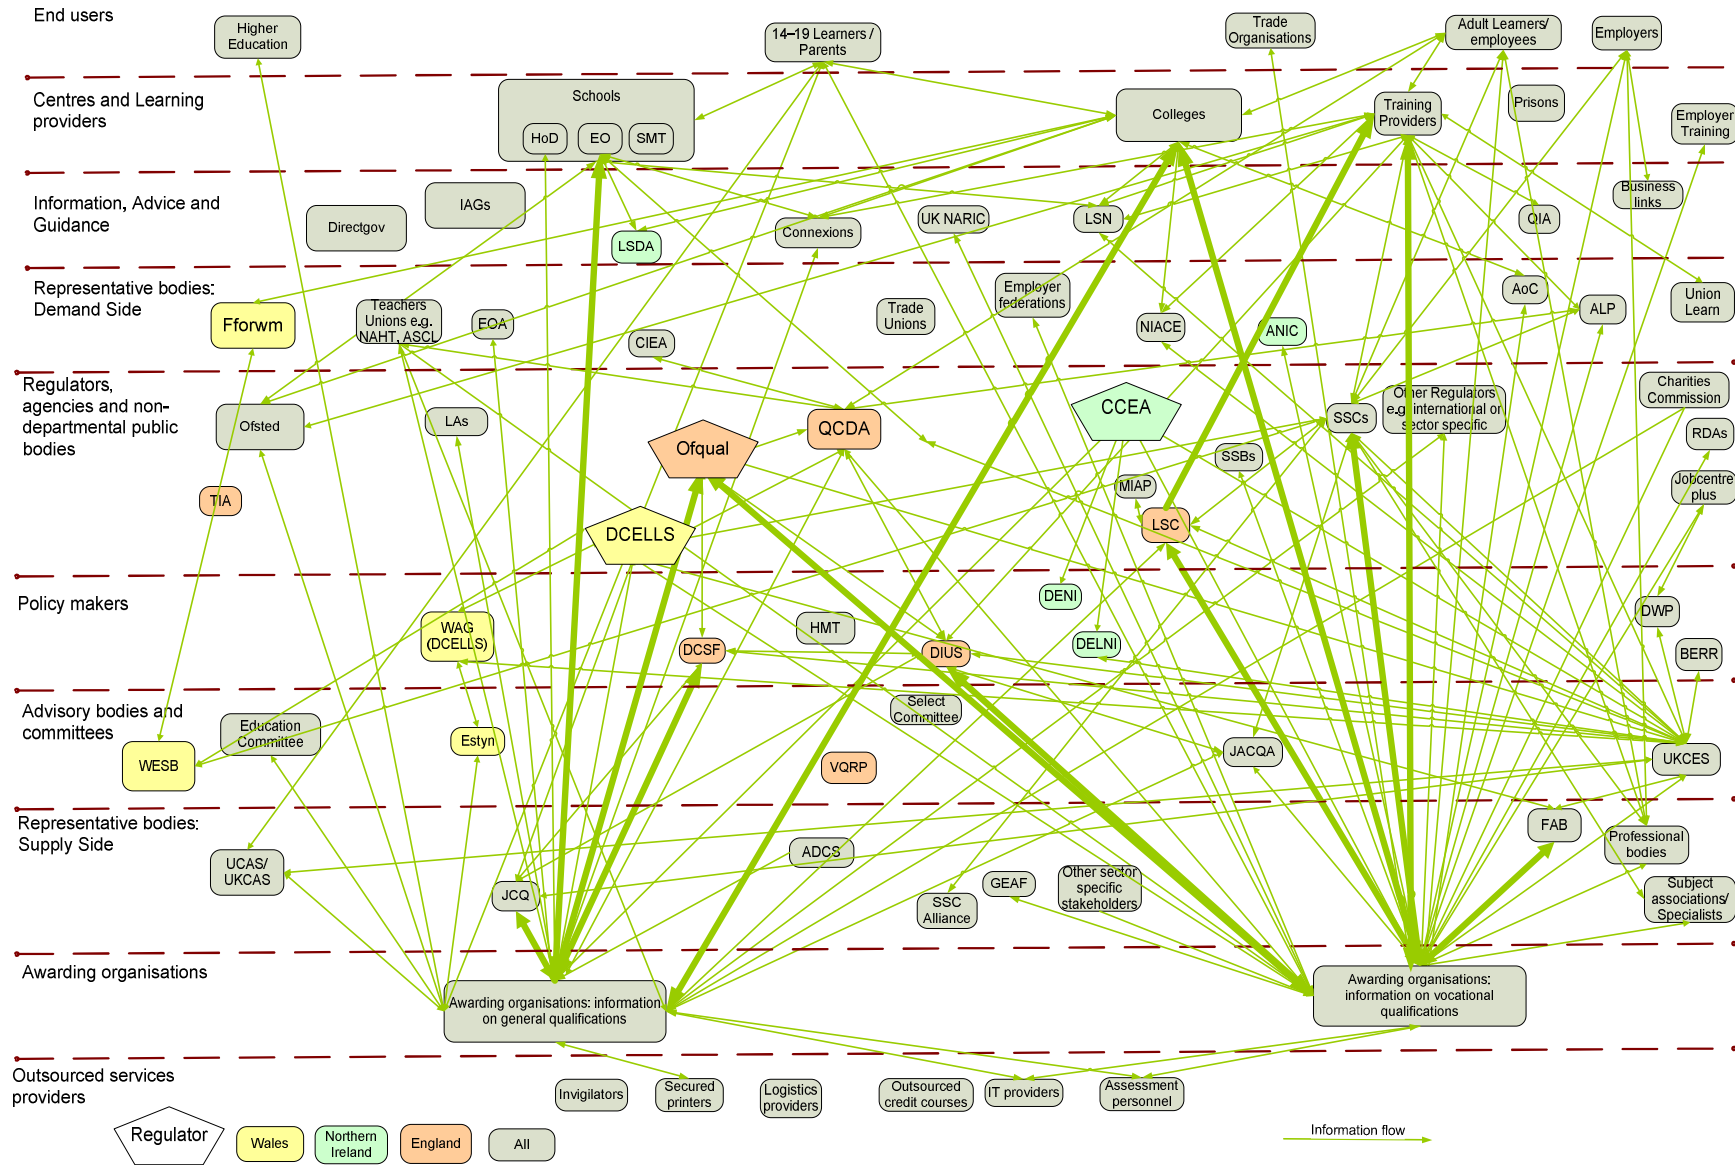 End users
Higher
Education
14–19 Learners /
Parents
Trade
Organisations
Adult Learners/
employees
Employers
Centres and Learning
providers
Schools
HoD
EO
SMT
Colleges
Training
Providers
Prisons
Employer
Training
Information, Advice and
Guidance
Directgov
IAGs
LSDA
Connexions
UK NARIC
LSN
QIA
Business
links
Representative bodies:
Demand Side
Fforwm
Teachers
Unions e.g.
NAHT, ASCL
EOA
CIEA
Trade
Unions
Employer
federations
NIACE
ANIC
AoC
ALP
Union
Learn
Regulators,
agencies and non-
departmental public
bodies
Ofsted
TIA
LAs
Ofqual
DCELLS
QCDA
CCEA
MIAP
LSC
SSBs
SSCs
Other Regulators
e.g. international or
sector specific
Charities
Commission
RDAs
Jobcentre
plus
Policy makers
WAG
(DCELLS)
DCSF
HMT
DIUS
DENI
DELNI
DWP
BERR
Advisory bodies and
committees
WESB
Education
Committee
Estyn
VQRP
Select
Committee
JACQA
UKCES
Representative bodies:
Supply Side
UCAS/
UKCAS
JCQ
ADCS
SSC
Alliance
GEAF
Other sector
specific
stakeholders
FAB
Professional
bodies
Subject
associations/
Specialists
Awarding organisations
Awarding organisations: information
on general qualifications
Awarding organisations:
information on vocational
qualifications
Outsourced services
providers
Invigilators
Secured
printers
Logistics
providers
Outsourced
credit courses
IT providers
Assessment
personnel
Regulator
Wales
Northern
Ireland
England
All
Information flow